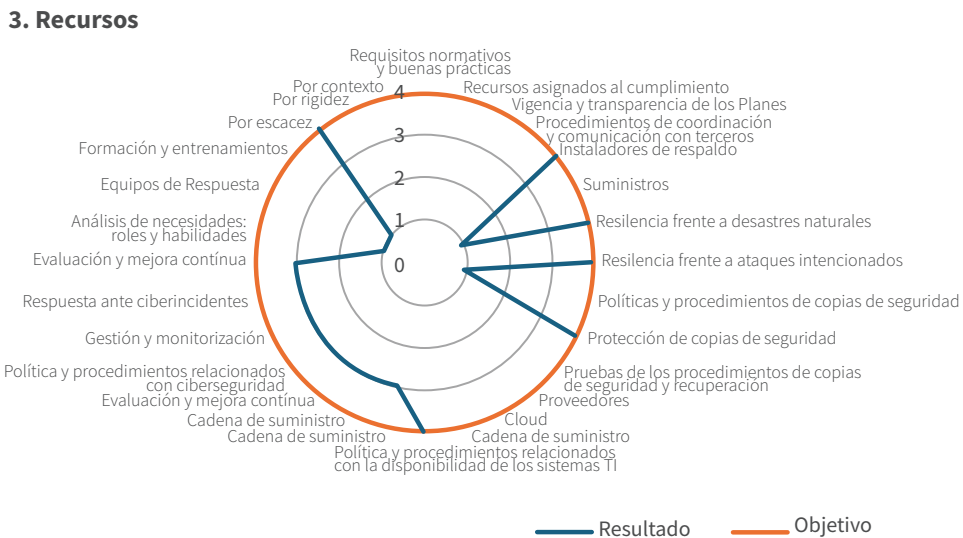 3. Recursos
Requisitos normativos
y buenas prácticas
Recursos asignados al cumplimiento
Vigencia y transparencia de los Planes
Procedimientos de coordinación
y comunicación con terceros
Instaladores de respaldo
Suministros
Resilencia frente a desastres naturales
Resilencia frente a ataques intencionados
Políticas y procedimientos de copias de seguridad
Protección de copias de seguridad
Pruebas de los procedimientos de copias
de seguridad y recuperación
Proveedores
Cloud
Cadena de suministro
Política y procedimientos relacionados
con la disponibilidad de los sistemas TI
Cadena de suministro
Cadena de suministro
Evaluación y mejora contínua
Política y procedimientos relacionados
con ciberseguridad
Gestión y monitorización
Respuesta ante ciberincidentes
Evaluación y mejora contínua
Análisis de necesidades:
roles y habilidades
Equipos de Respuesta
Formación y entrenamientos
Por escacez
Por rigidez
Por contexto
4
3
2
1
0
Resultado
Objetivo